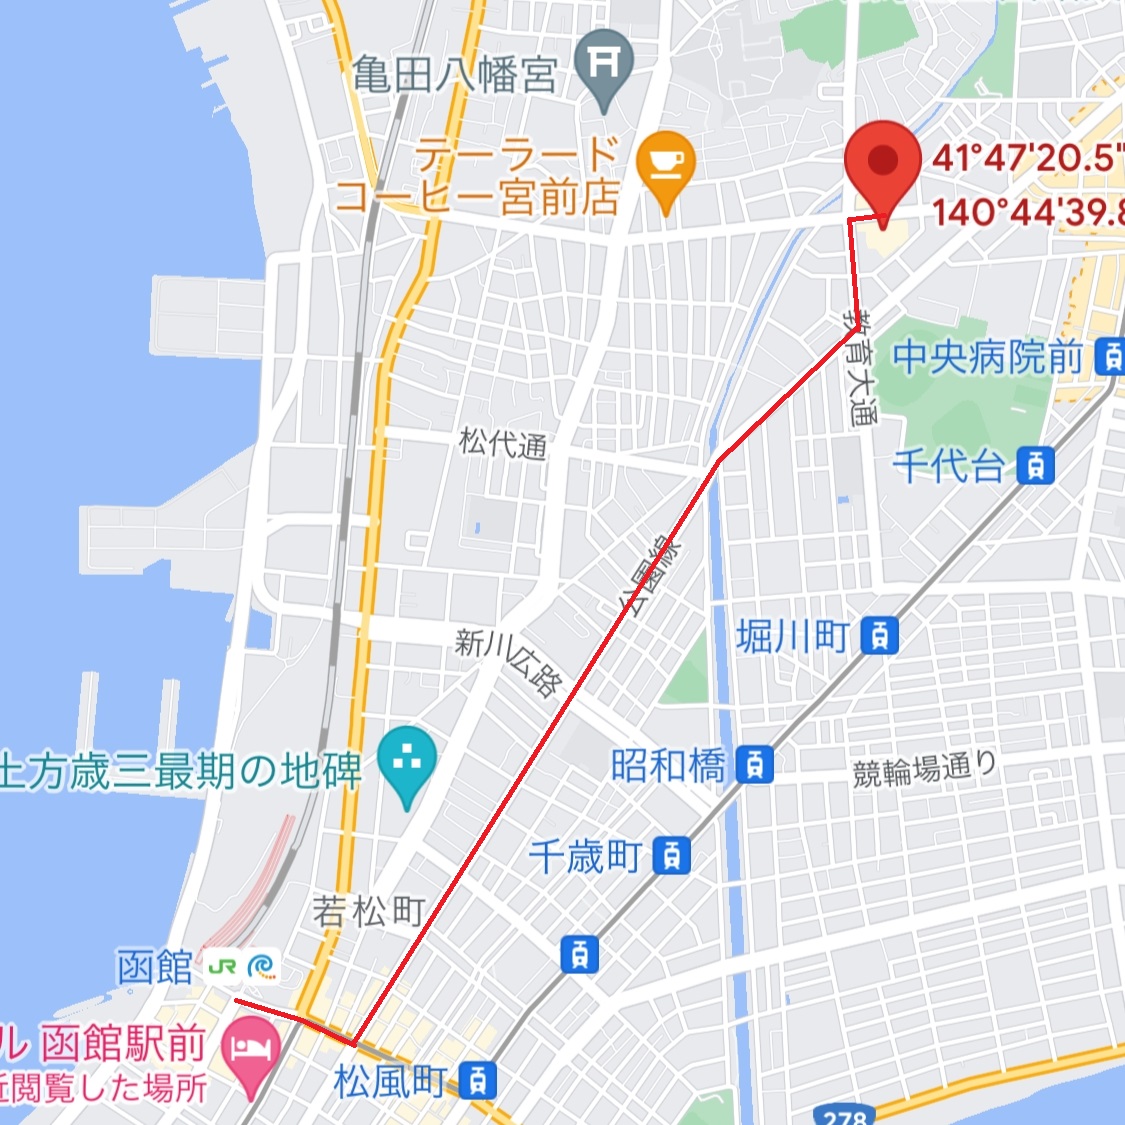 亀田八幡宮
テーラード
コーヒー宮前店
41°47'20.5"
140°44'39.8
教育大通
中央病院前
松代通
千代台
公園線
堀川町
新川広路
土方歳三最期の地碑
昭和橋
競輪場通り
千歳町
若松町
函館
JR
ル 函館駅前
近閲覧した場所
松風町
278